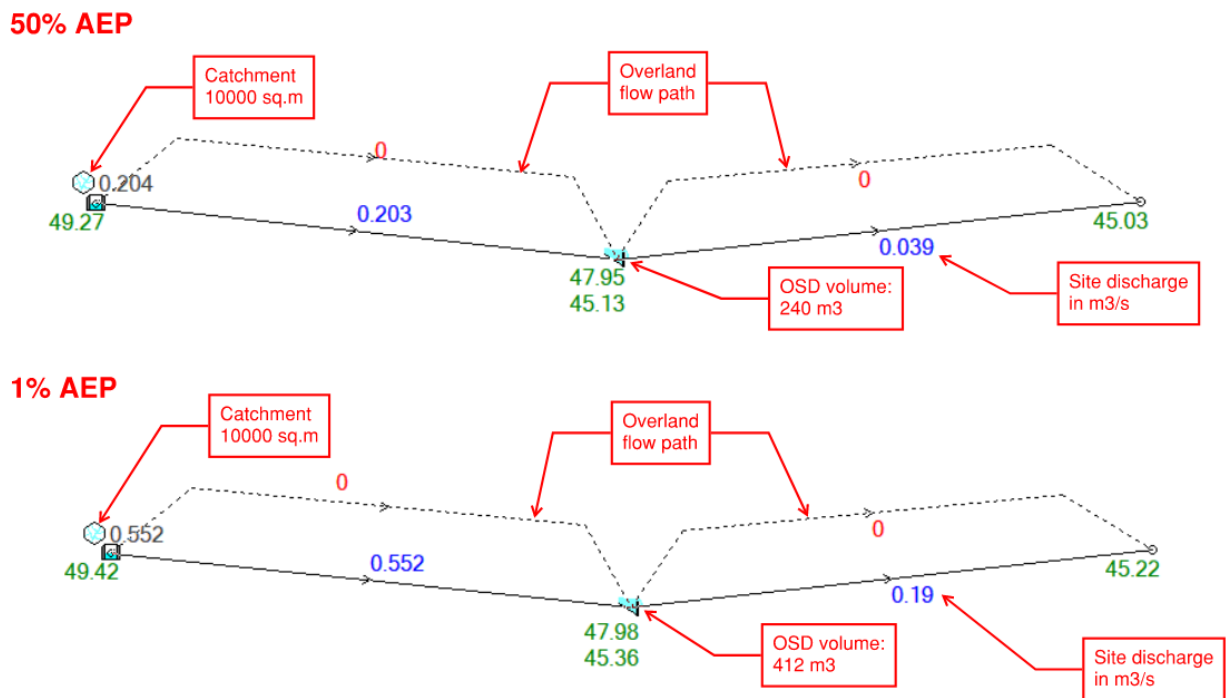 50% AEP
Catchment
10000 sq.m
Overland
flow path
0
0
0.204
49.27
0.203
45.03
0.039
47.95
45.13
OSD volume:
240 m3
Site discharge
in m3/s
1% AEP
Catchment
10000 sq.m
Overland
flow path
0
0
0.552
49.42
0.552
45.22
0.19
47.98
45.36
OSD volume:
412 m3
Site discharge
in m3/s